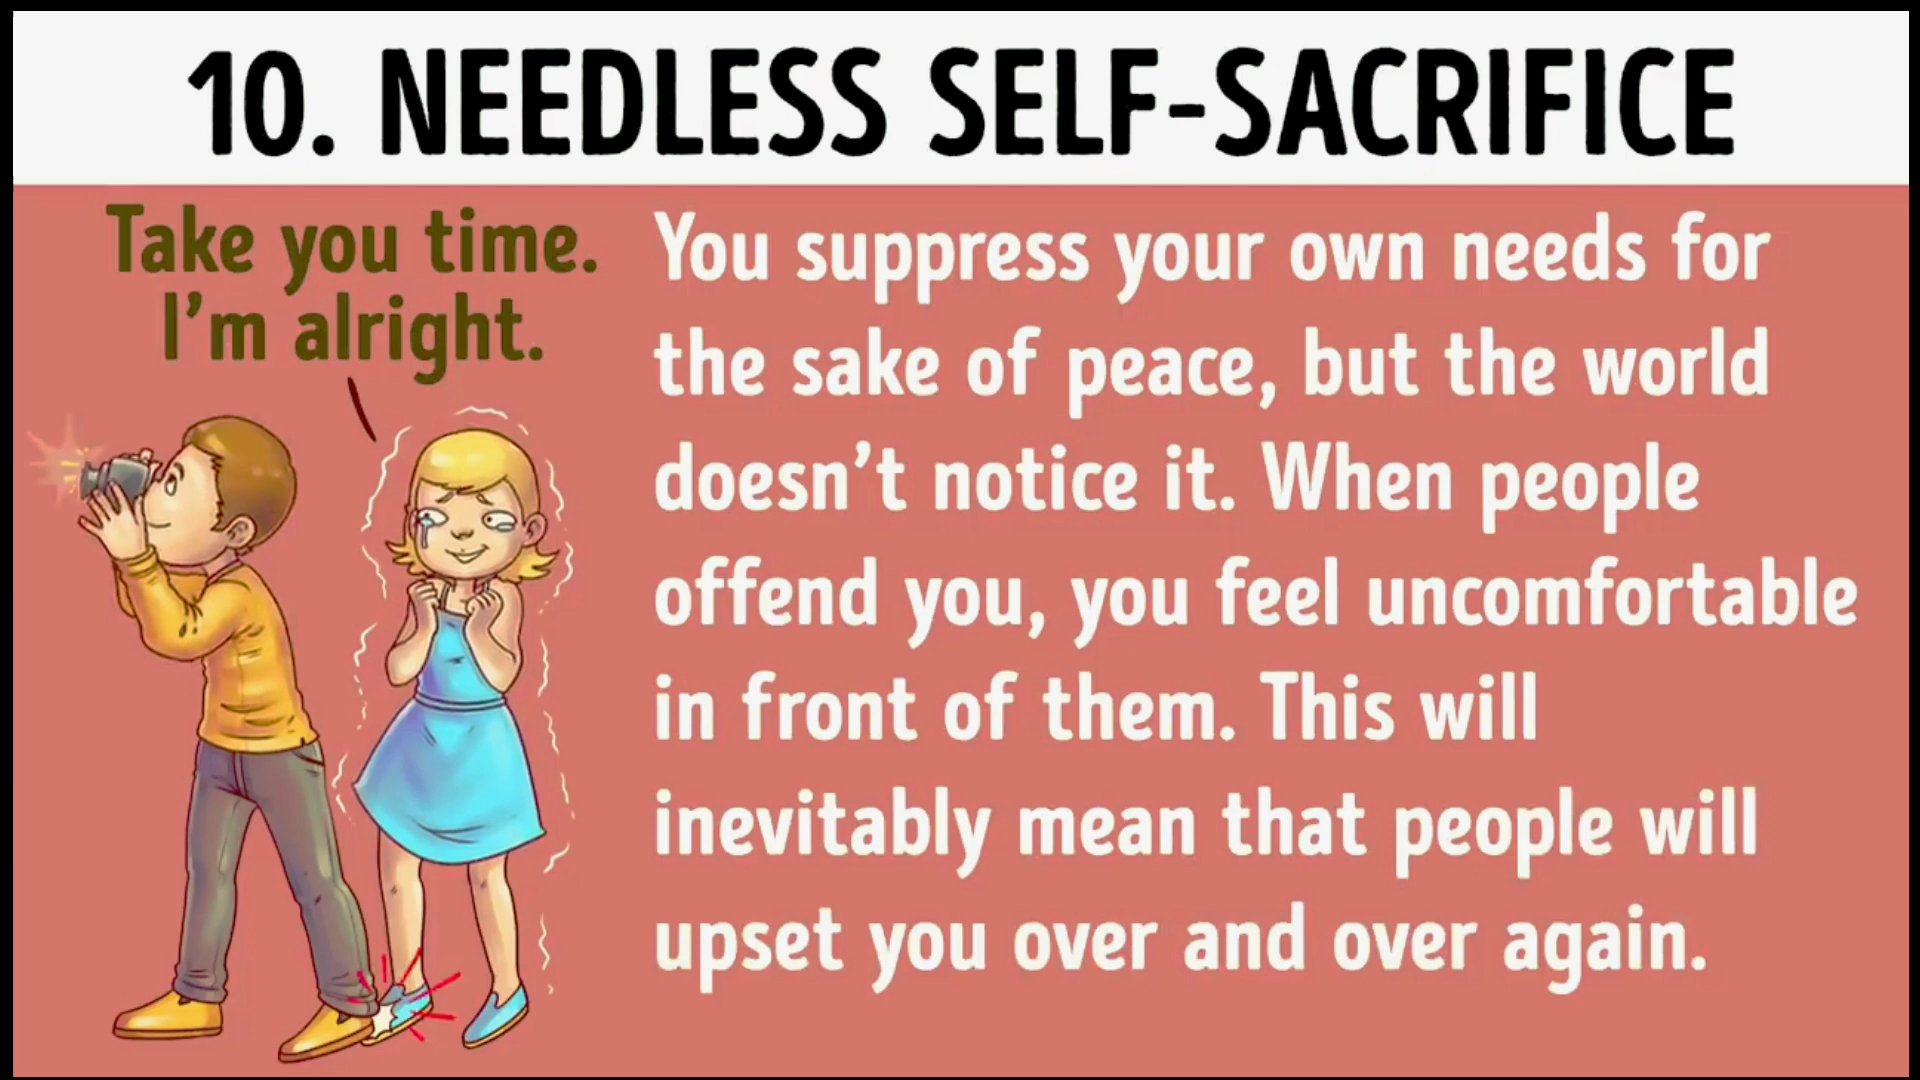 10. NEEDLESS SELF-SACRIFICE
Take you time.
I'm alright.
You suppress your own needs for
the sake of peace, but the world
doesn't notice it. When people
offend you, you feel uncomfortable
in front of them. This will
inevitably mean that people will
upset you over and over again.